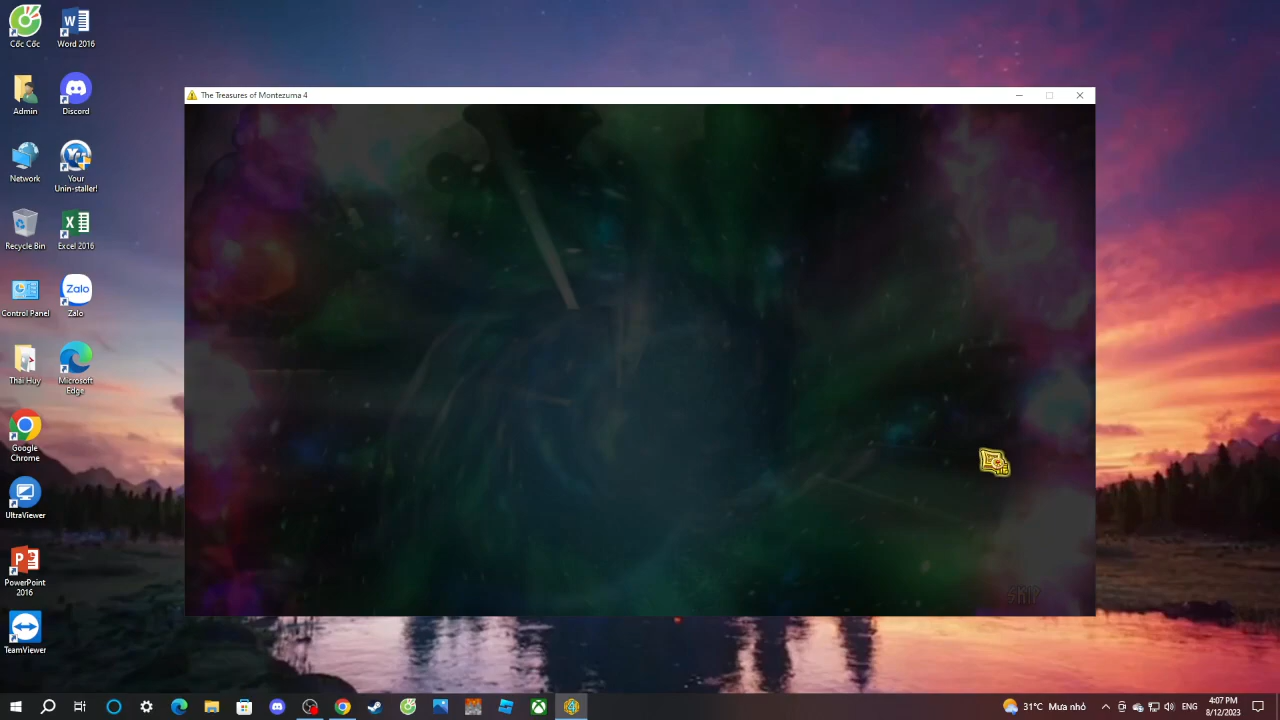 Cốc Cốc
Word 2016
Admin
Discord
Network
Your
Unin-staller!
Recycle Bin
Excel 2016
Control Panel
Zalo
Zalo
Thái Huy
Microsoft
Edge
Google
Chrome
UltraViewer
PowerPoint
2016
TeamViewer
The Treasures of Montezuma 4
SKIP
31°C Mưa nhỏ
ENG
4:07 PM
8/12/2023